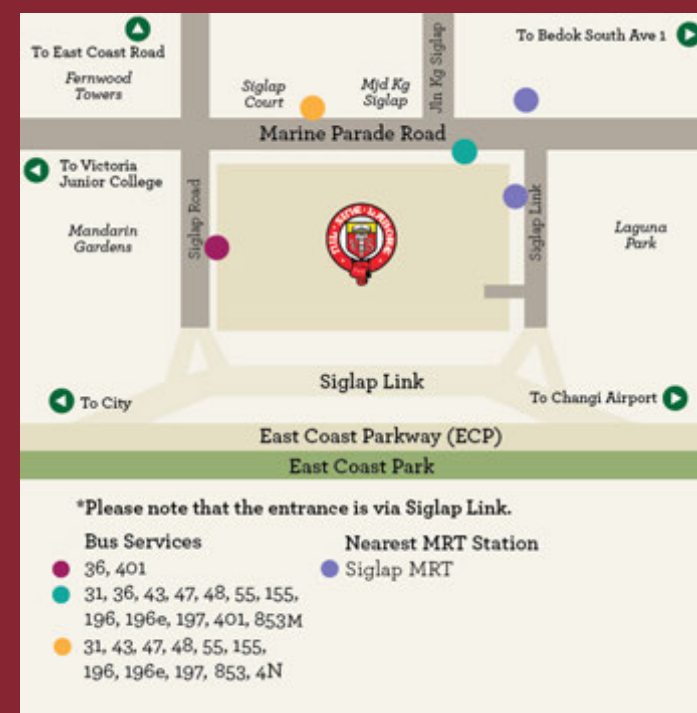 To East Coast Road
To Bedok South Ave 1
Fernwood
Towers
Siglap
Court
Mjd Kg
Siglap
Jln Kg Siglap
Marine Parade Road
To Victoria
Junior College
Siglap Road
NIL·SINE·LABORE
Siglap Link
Mandarin
Gardens
Laguna
Park
Siglap Link
To City
To Changi Airport
East Coast Parkway (ECP)
East Coast Park
*Please note that the entrance is via Siglap Link.
Bus Services
36, 401
31, 36, 43, 47, 48, 55, 155,
196, 196e, 197, 401, 853M
31, 43, 47, 48, 55, 155,
196, 196e, 197, 853, 4N
Nearest MRT Station
Siglap MRT